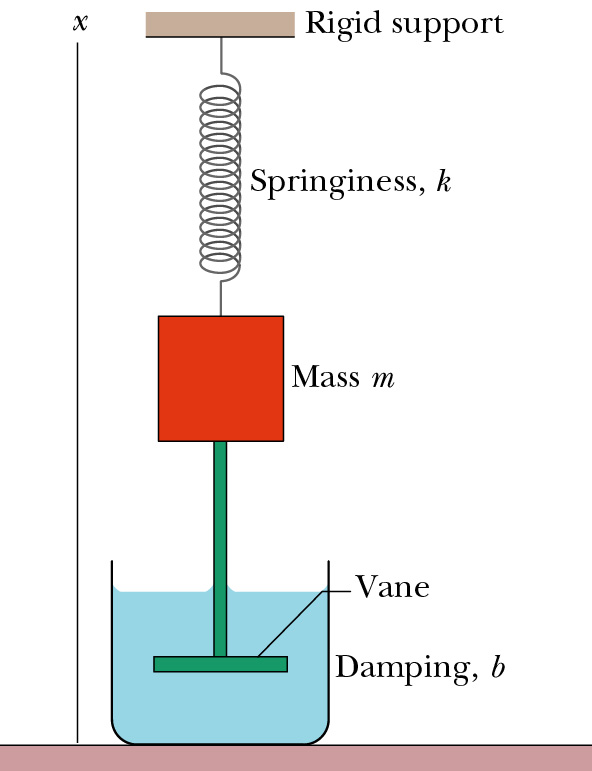 x
Rigid support
Springiness, k
Mass m
Vane
Damping, b